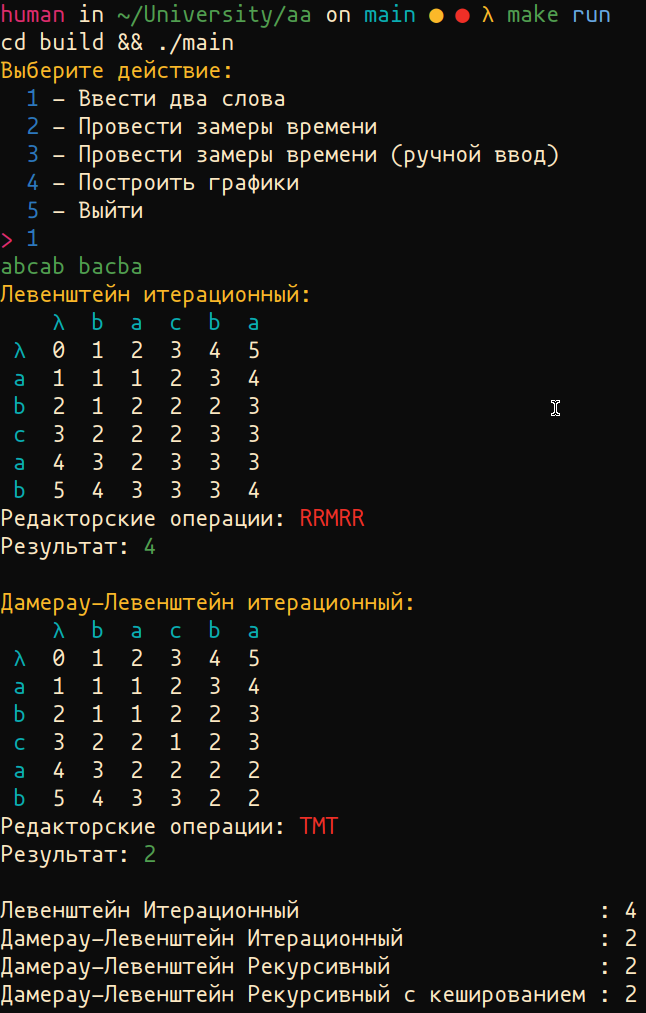 human in ~/University/aa on main ● ● λ make run
cd build && ./main
Выберите действие:
1 – Ввести два слова
2 – Провести замеры времени
3 – Провести замеры времени (ручной ввод)
4 – Построить графики
5 – Выйти
> 1
abcab bacba
Левенштейн итерационный:
λ b a c b a
λ 0 1 2 3 4 5
a 1 1 1 2 3 4
b 2 1 2 2 2 3
c 3 2 2 2 3 3
a 4 3 2 3 3 3
b 5 4 3 3 3 4
Редакторские операции: RRMRR
Результат: 4
Дамерау–Левенштейн итерационный:
λ b a c b a
λ 0 1 2 3 4 5
a 1 1 1 2 3 4
b 2 1 1 2 2 3
c 3 2 2 1 2 3
a 4 3 2 2 2 2
b 5 4 3 3 2 2
Редакторские операции: TMT
Результат: 2
Левенштейн Итерационный : 4
Дамерау–Левенштейн Итерационный : 2
Дамерау–Левенштейн Рекурсивный : 2
Дамерау–Левенштейн Рекурсивный с кешированием : 2